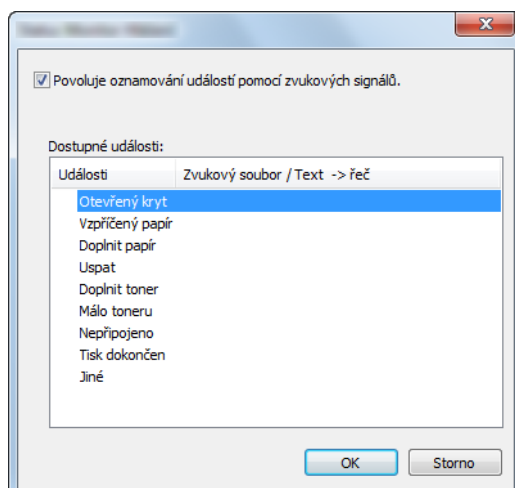 Povoluje oznamování událostí pomocí zvukových signálů.
Dostupné události:
Události Zvukový soubor / Text -> řeč
Otevřený kryt
Vzpříčený papír
Doplnit papír
Uspat
Doplnit toner
Málo toneru
Nepřipojeno
Tisk dokončen
Jiné
OK Storno